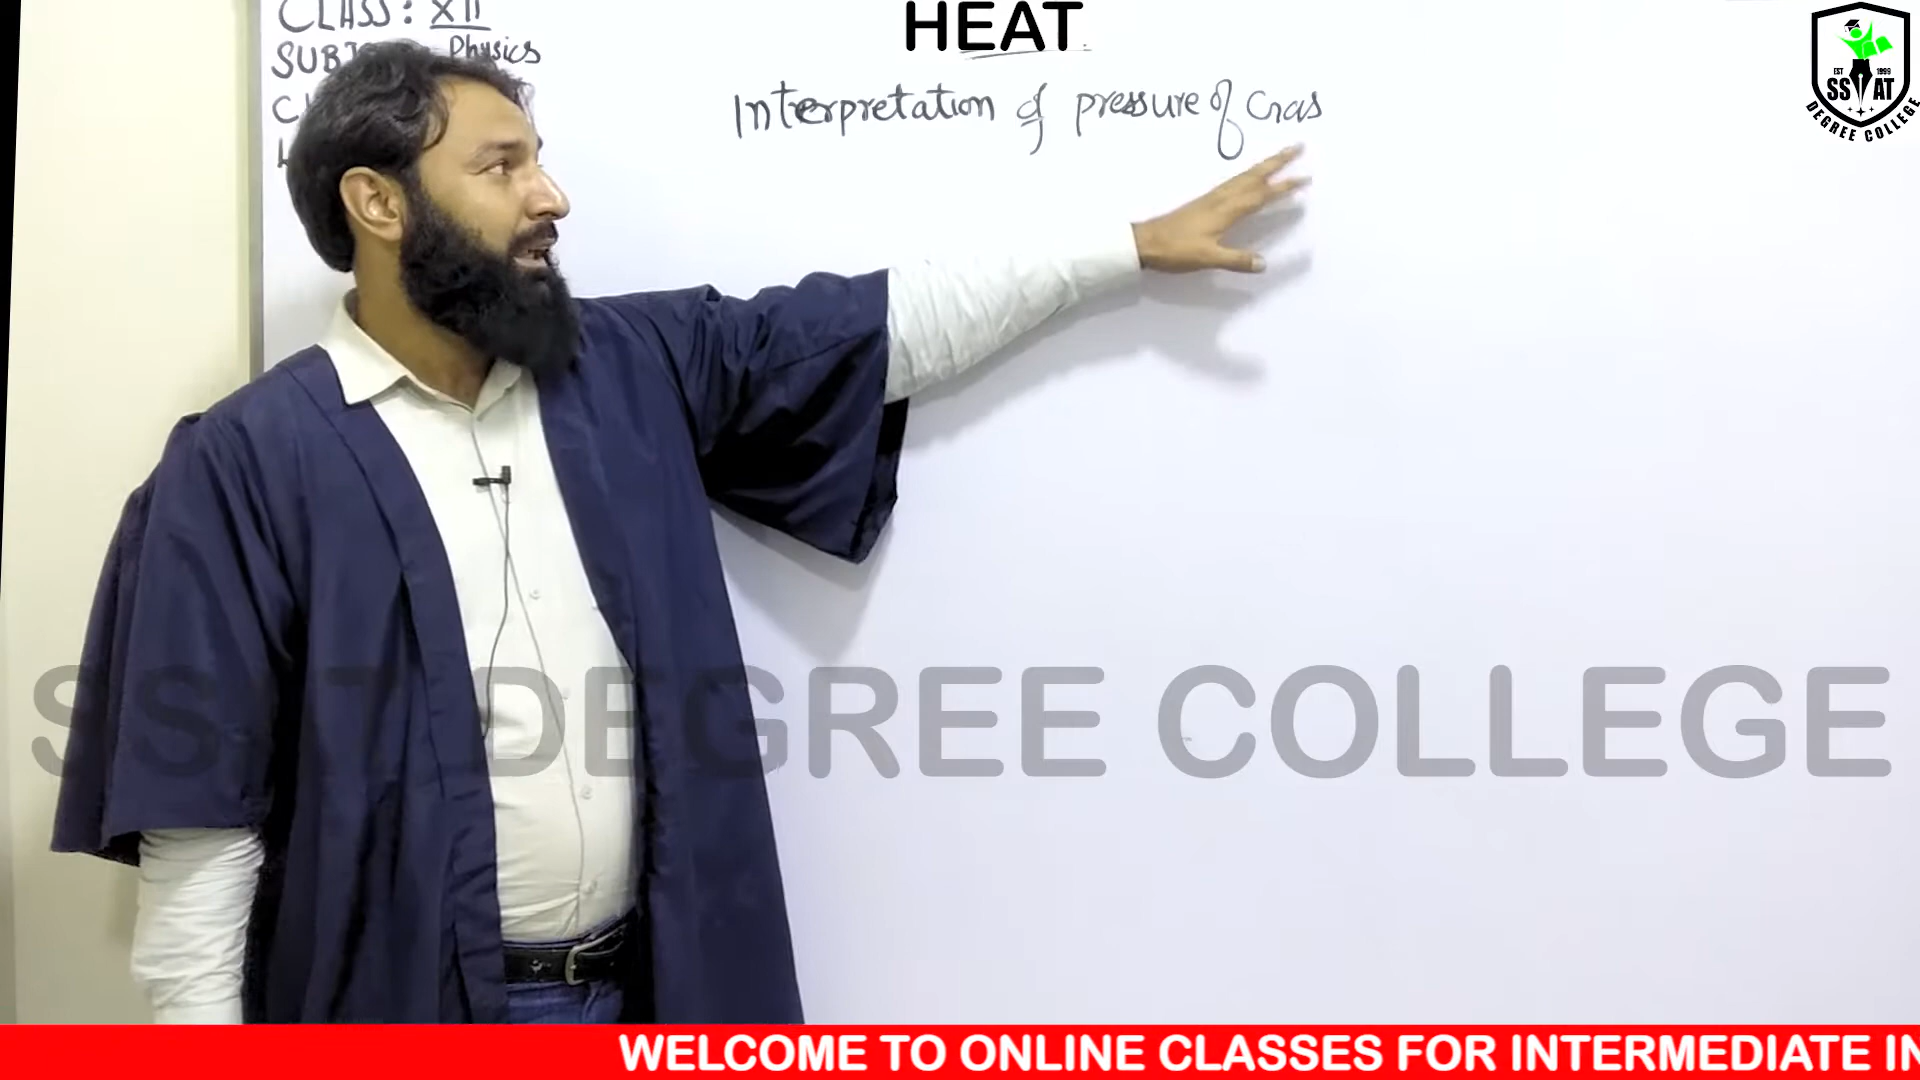 CLASS: XII
Physics
HEAT
Interpretation of pressure of Gas
EST 1999
SS AT
DEGREE COLLEGE
DEGREE COLLEGE
WELCOME TO ONLINE CLASSES FOR INTERMEDIATE IN